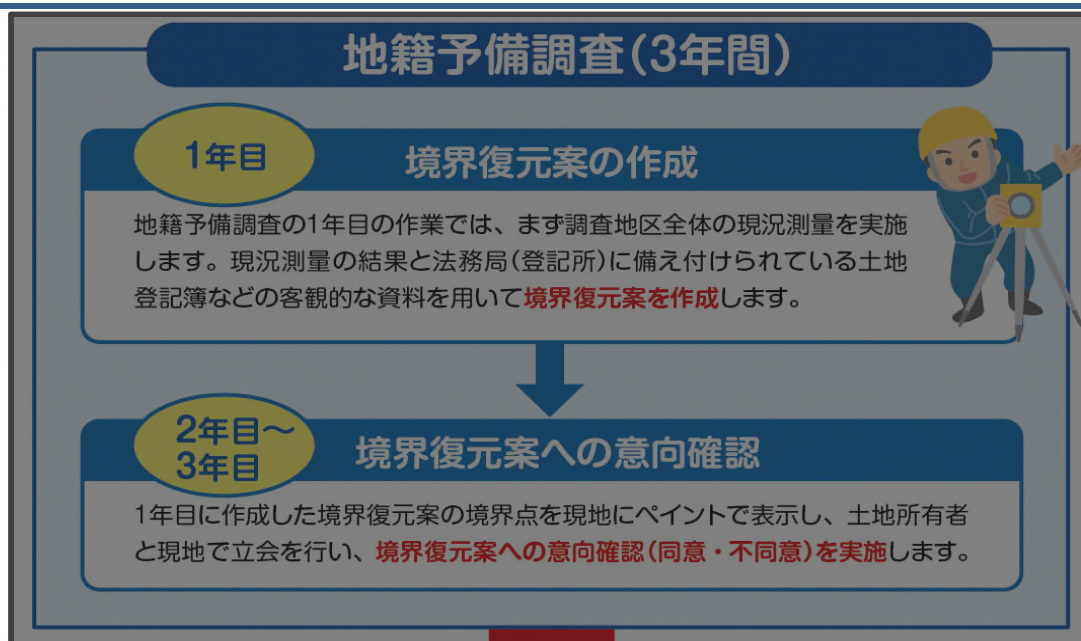 地籍予備調査(3年間)
1年目
境界復元案の作成
地籍予備調査の1年目の作業では、まず調査地区全体の現況測量を実施
します。現況測量の結果と法務局(登記所)に備え付けられている土地
登記簿などの客観的な資料を用いて境界復元案を作成します。
2年目～
3年目
境界復元案への意向確認
1年目に作成した境界復元案の境界点を現地にペイントで表示し、土地所有者
と現地で立会を行い、境界復元案への意向確認(同意・不同意)を実施します。